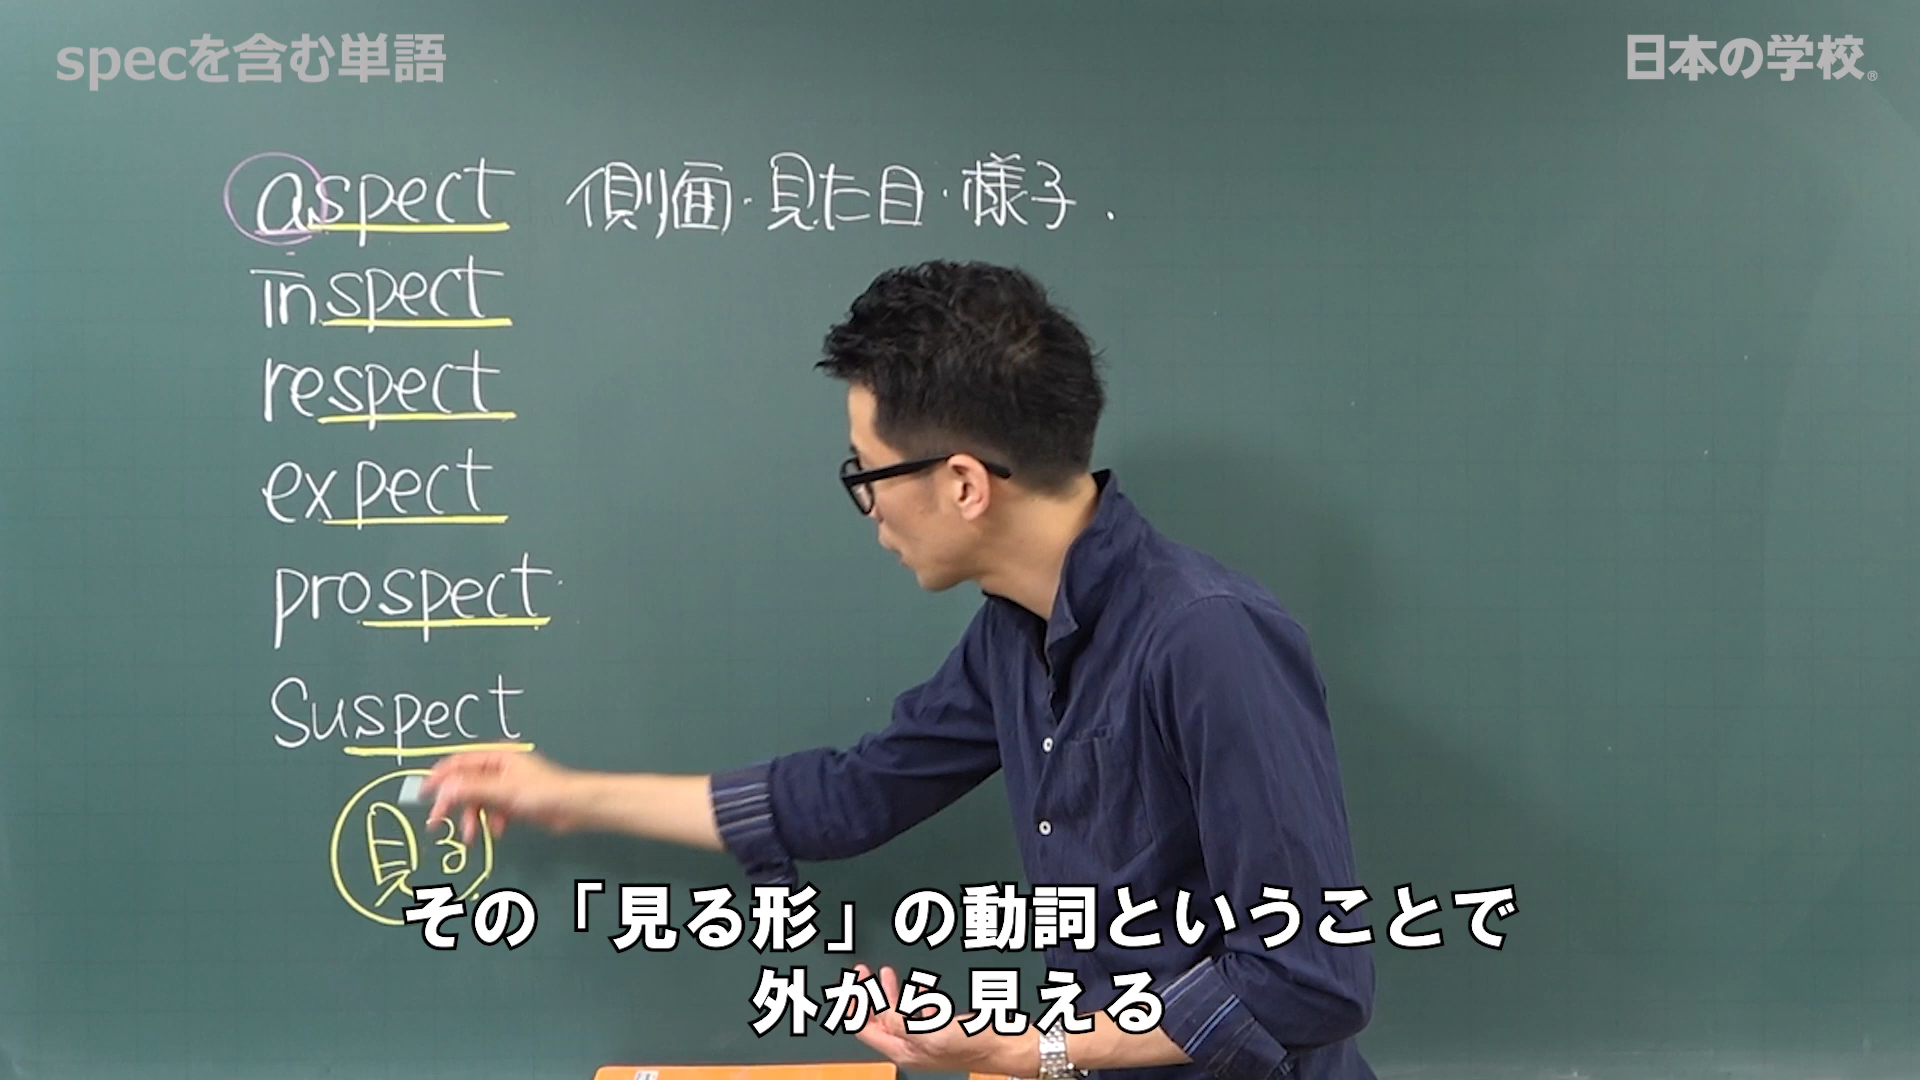 specを含む単語
日本の学校®
aspect 側面・見た目・様子.
inspect
respect
expect
prospect
suspect
見る
その「見る形」の動詞ということで
外から見える